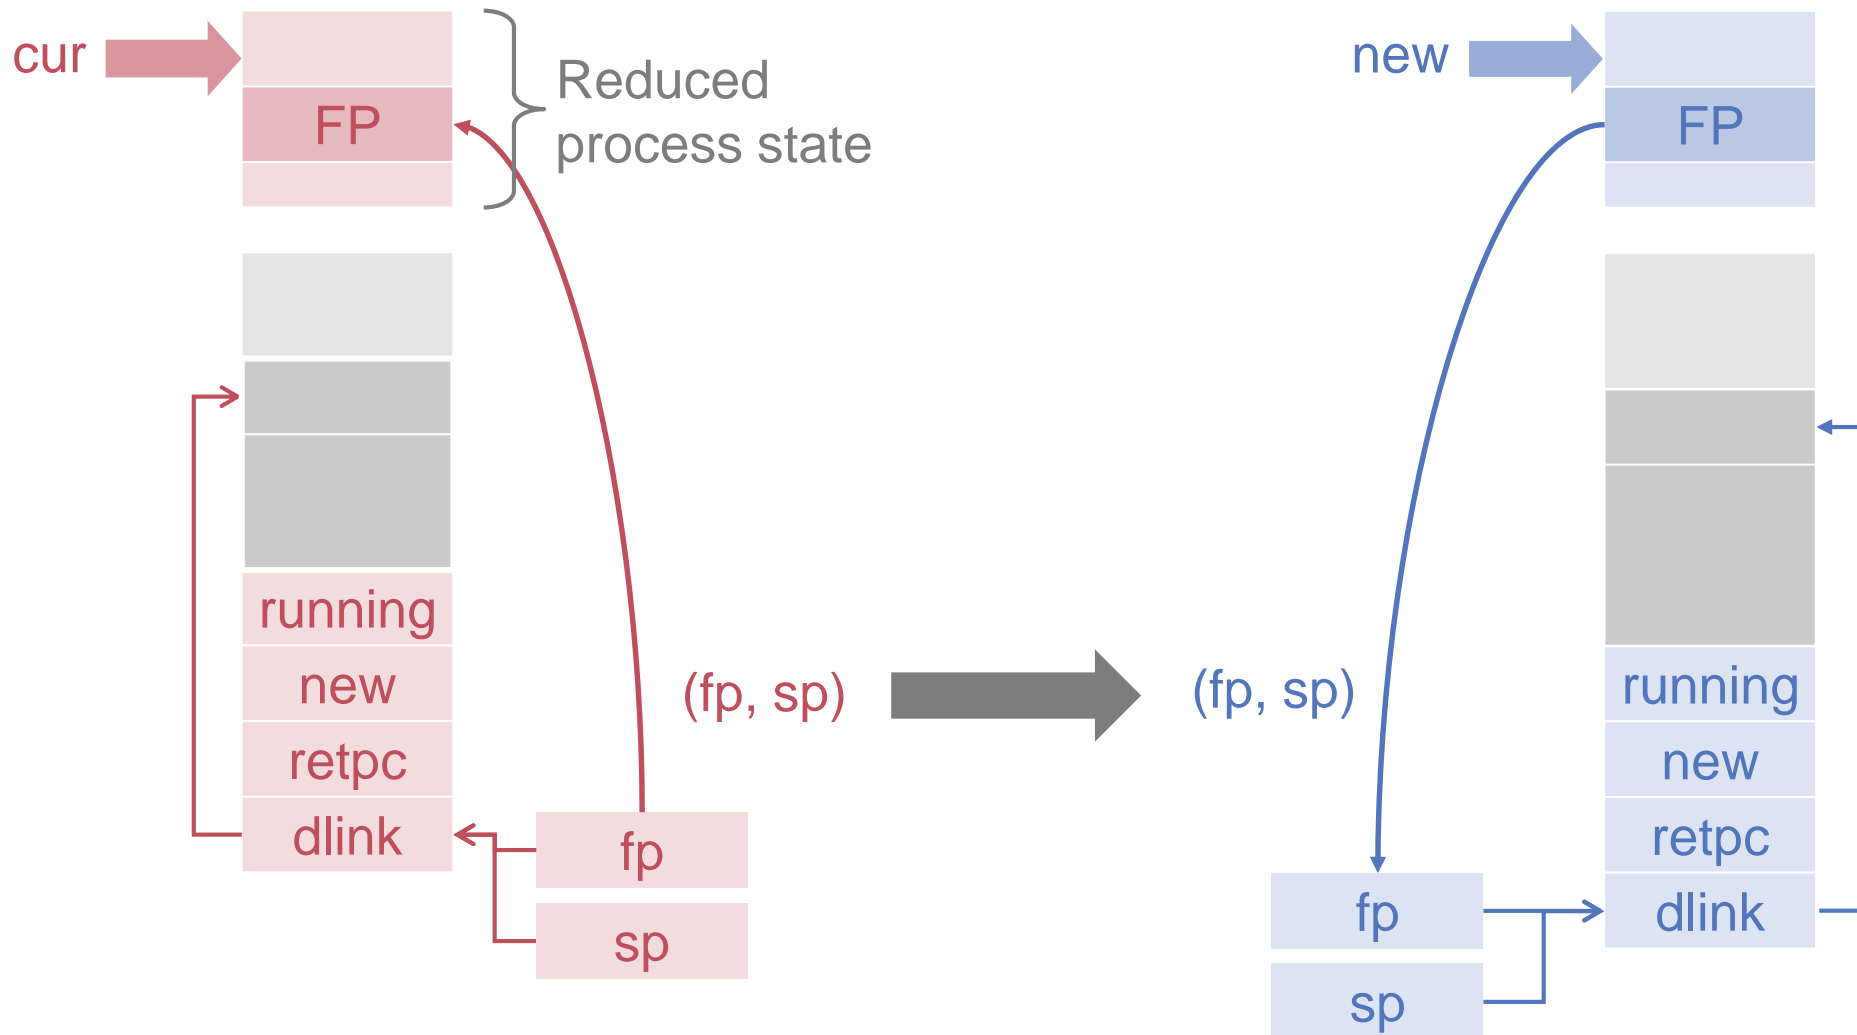 cur
FP
Reduced
process state
new
FP
running
new
retpc
dlink
fp
sp
(fp, sp)
(fp, sp)
running
new
retpc
dlink
fp
sp